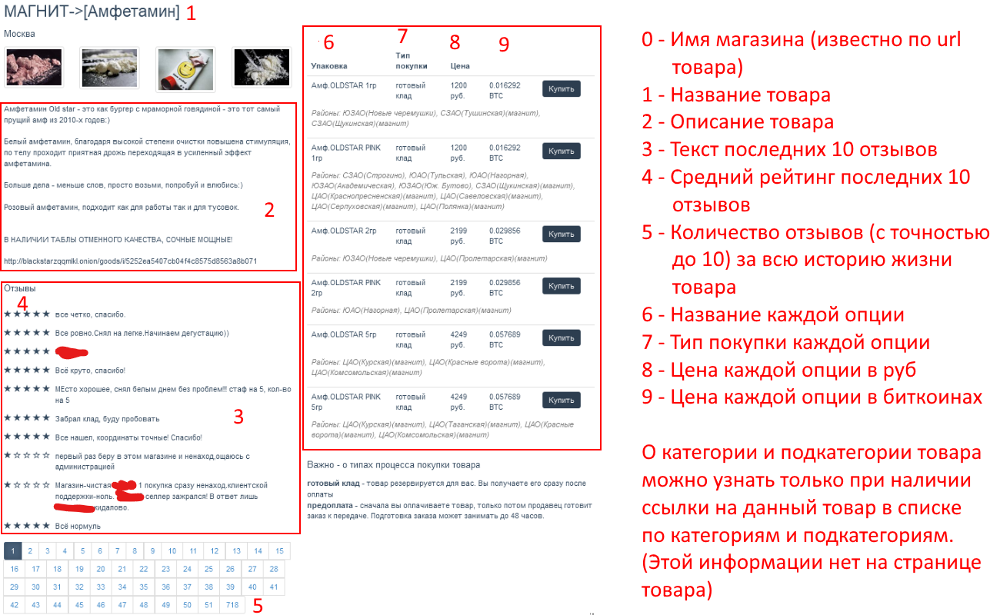 МАГНИТ->[Амфетамин] 1
Москва
Амфетамин Old star - это как бургер с мраморной говядиной - это тот самый
прущий амф из 2010-х годов:)
Белый амфетамин, благодаря высокой степени очистки повышена стимуляция,
по телу проходит приятная дрожь переходящая в усиленный эффект
амфетамина.
Больше дела - меньше слов, просто возьми, попробуй и влюбись:)
Розовый амфетамин, подходит как для работы так и для тусовок.
2
В НАЛИЧИИ ТАБЛЫ ОТМЕННОГО КАЧЕСТВА, СОЧНЫЕ МОЩНЫЕ!
http://blackstarzqqmlkl.onion/goods/i/5252ea5407cb04f4c8575d8563a8b071
Отзывы
4
все четко, спасибо.
Все ровно.Снял на легке.Начинаем дегустацию))
Всё круто, спасибо!
МЕсто хорошее, снял белым днем без проблем!!! стаф на 5, кол-во
на 5
Забрал клад, буду пробовать
3
Все нашел, координаты точные! Спасибо!
первый раз беру в этом магазине и ненаход,ощаюсь с
администрацией
Магазин-чистая 1 покупка сразу ненаход.клиентской
поддержки-ноль. селлер зажрался! В ответ лишь
кидалово.
Всё нормуль
1 2 3 4 5 6 7 8 9 10 11 12 13 14 15
16 17 18 19 20 21 22 23 24 25 26 27 28
29 30 31 32 33 34 35 36 37 38 39 40 41
42 43 44 45 46 47 48 49 50 51 718
5
6 7 8 9
Упаковка Тип покупки Цена
Амф.OLDSTAR 1гр готовый клад 1200 руб. 0.016292 BTC Купить
Районы: ЮЗАО(Новые черемушки), СЗАО(Тушинская)(магнит),
СЗАО(Щукинская)(магнит)
Амф.OLDSTAR PINK 1гр готовый клад 1200 руб. 0.016292 BTC Купить
Районы: СЗАО(Строгино), ЮАО(Тульская), ЮАО(Нагорная),
ЮЗАО(Академическая), ЮЗАО(Юж. Бутово), СЗАО(Щукинская)(магнит),
ЦАО(Краснопресненская)(магнит), ЦАО(Савеловская)(магнит),
ЦАО(Серпуховская)(магнит), ЦАО(Полянка)(магнит)
Амф.OLDSTAR 2гр готовый клад 2199 руб. 0.029856 BTC Купить
Районы: ЮЗАО(Новые черемушки), ЦАО(Пролетарская)(магнит)
Амф.OLDSTAR PINK 2гр готовый клад 2199 руб. 0.029856 BTC Купить
Районы: ЮАО(Нагорная), ЦАО(Пролетарская)(магнит)
Амф.OLDSTAR 5гр готовый клад 4249 руб. 0.057689 BTC Купить
Районы: ЦАО(Курская)(магнит), ЦАО(Красные ворота)(магнит),
ЦАО(Комсомольская)(магнит)
Амф.OLDSTAR PINK 5гр готовый клад 4249 руб. 0.057689 BTC Купить
Районы: ЦАО(Курская)(магнит), ЦАО(Таганская)(магнит), ЦАО(Красные
ворота)(магнит), ЦАО(Комсомольская)(магнит)
Важно - о типах процесса покупки товара
готовый клад - товар резервируется для вас. Вы получаете его сразу после
оплаты
предоплата - сначала вы оплачиваете товар, только потом продавец готовит
заказ к передаче. Подготовка заказа может занимать до 48 часов.
0 - Имя магазина (известно по url
товара)
1 - Название товара
2 - Описание товара
3 - Текст последних 10 отзывов
4 - Средний рейтинг последних 10
отзывов
5 - Количество отзывов (с точностью
до 10) за всю историю жизни
товара
6 - Название каждой опции
7 - Тип покупки каждой опции
8 - Цена каждой опции в руб
9 - Цена каждой опции в биткоинах
О категории и подкатегории товара
можно узнать только при наличии
ссылки на данный товар в списке
по категориям и подкатегориям.
(Этой информации нет на странице
товара)